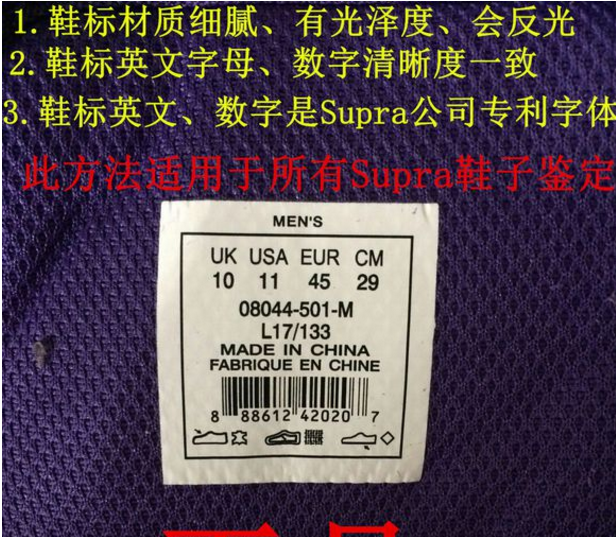 1.鞋标材质细腻、有光泽度、会反光
2.鞋标英文字母、数字清晰度一致
3.鞋标英文、数字是Supra公司专利字体
此方法适用于所有Supra鞋子鉴定
MEN'S
UK USA EUR CM
10 11 45 29
08044-501-M
L17/133
MADE IN CHINA
FABRIQUE EN CHINE
8 88612 42020 7